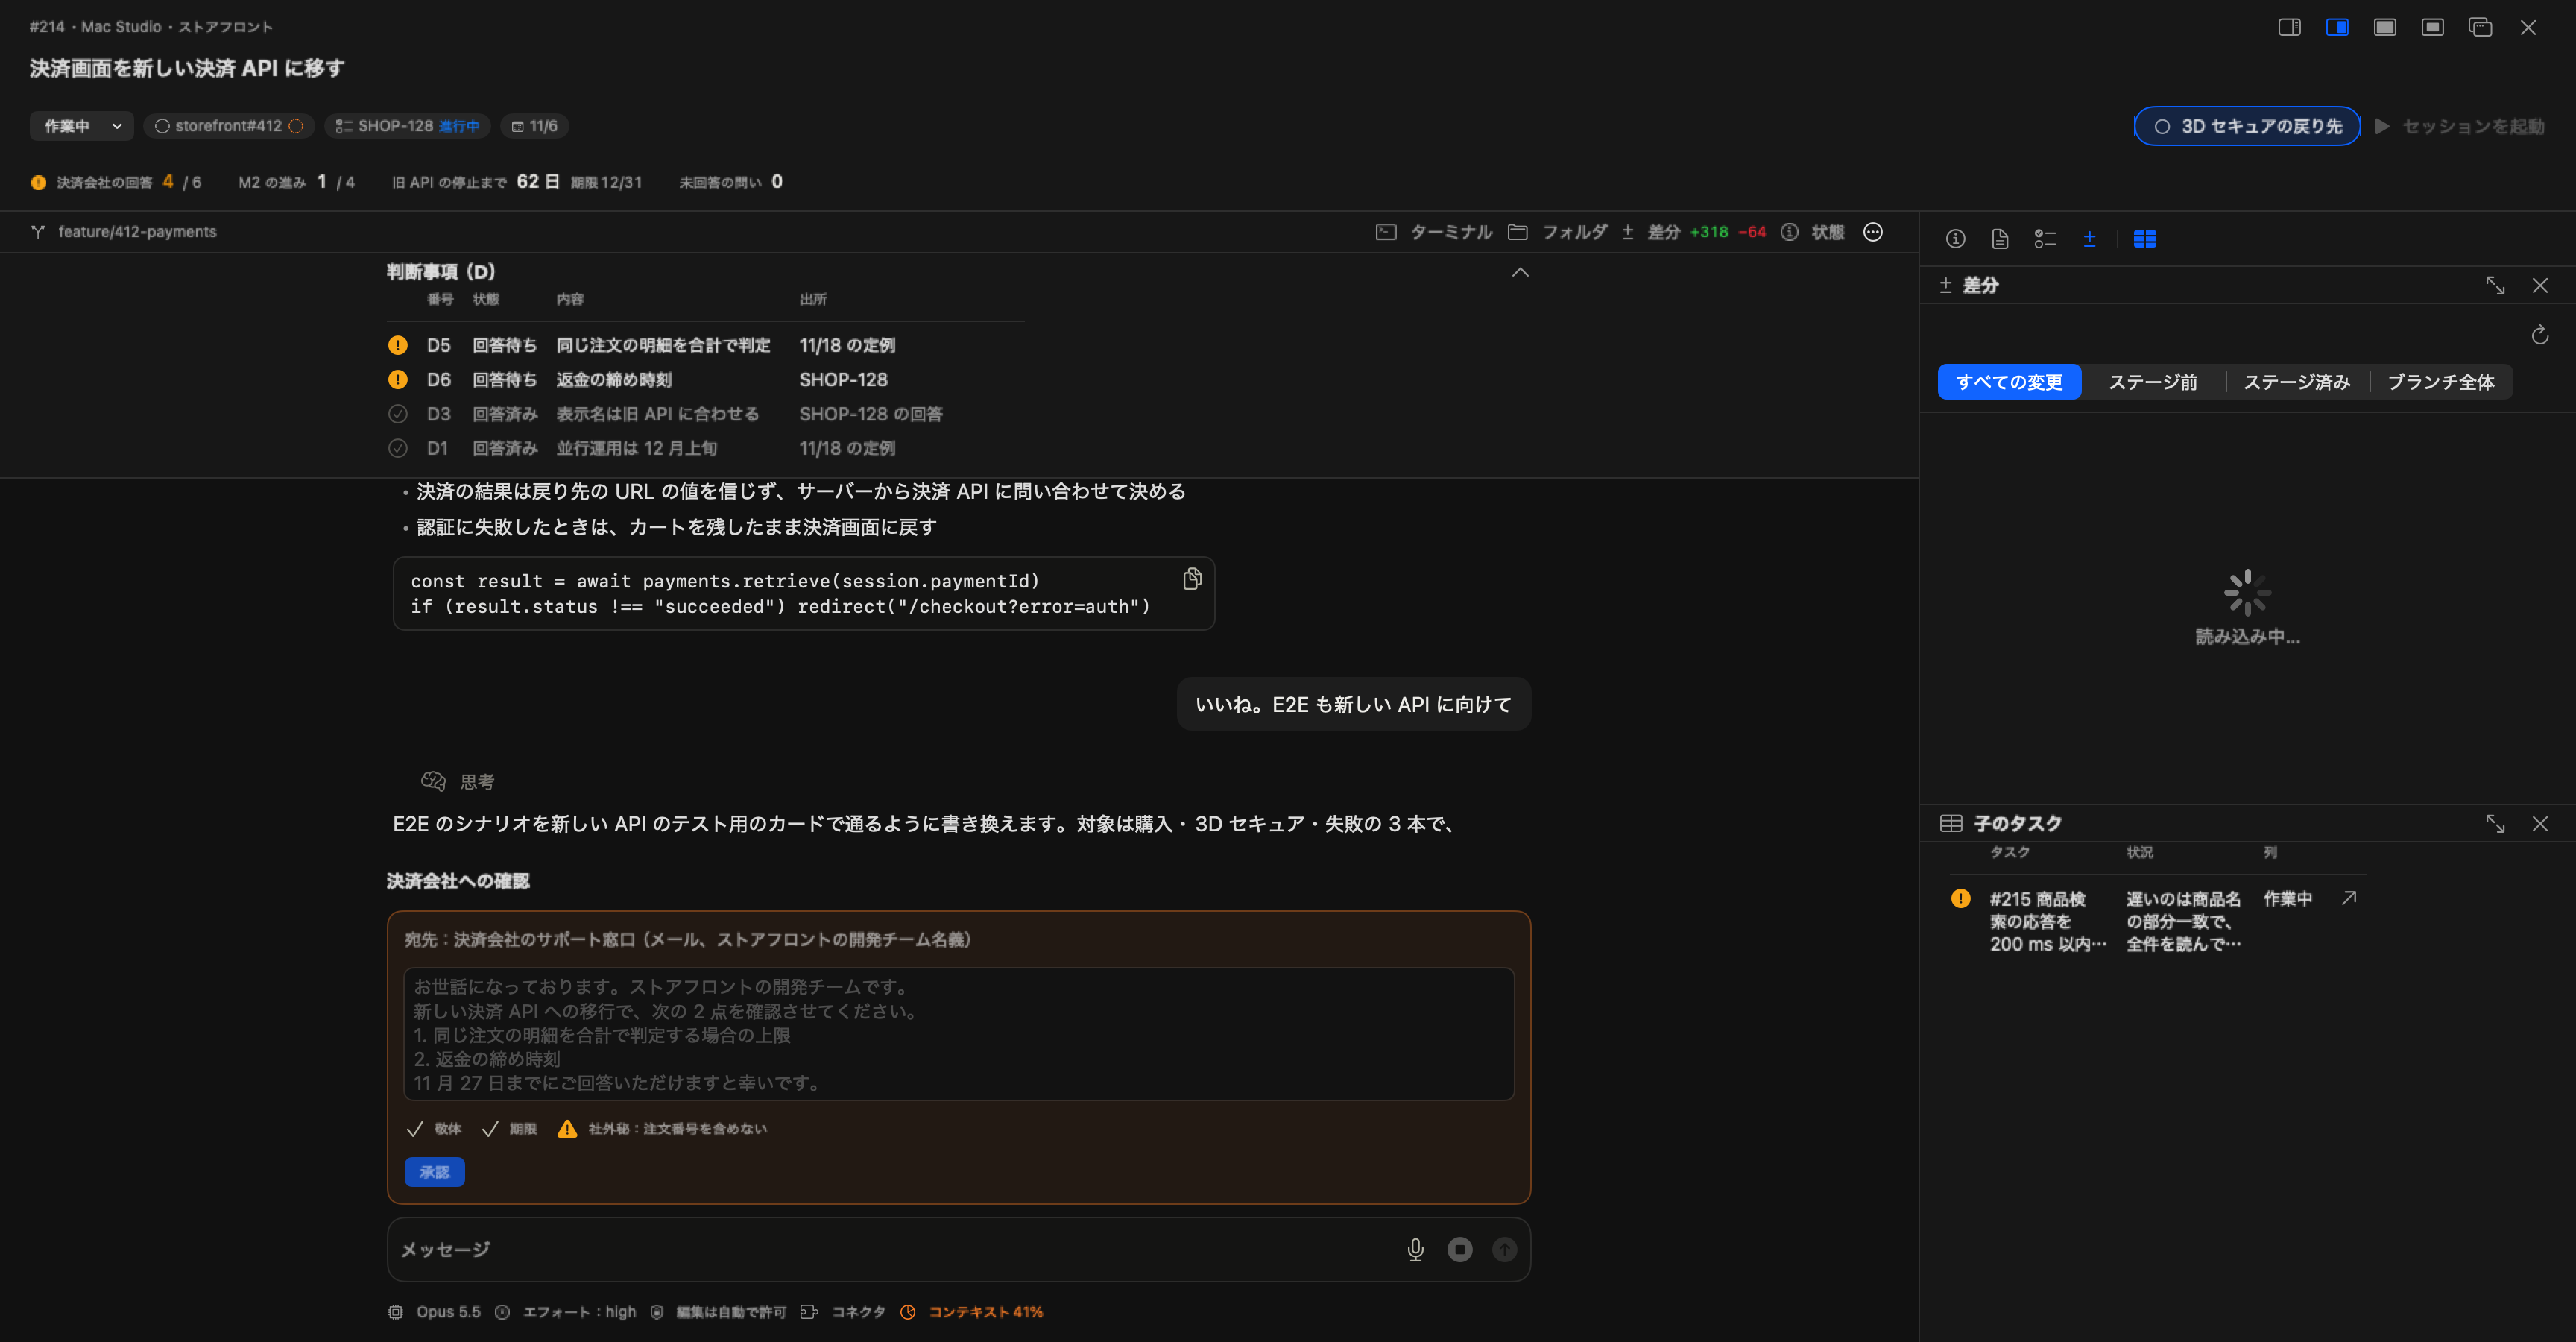 #214・Mac Studio・ストアフロント
決済画面を新しい決済 API に移す
作業中
storefront#412
SHOP-128 進行中
11/6
3D セキュアの戻り先
セッションを起動
決済会社の回答 4 / 6
M2 の進み 1 / 4
旧 API の停止まで 62 日 期限 12/31
未回答の問い 0
feature/412-payments
ターミナル
フォルダ
差分 +318 −64
状態
判断事項（D）
番号 状態 内容 出所
D5 回答待ち 同じ注文の明細を合計で判定 11/18 の定例
D6 回答待ち 返金の締め時刻 SHOP-128
D3 回答済み 表示名は旧 API に合わせる SHOP-128 の回答
D1 回答済み 並行運用は 12 月上旬 11/18 の定例
・決済の結果は戻り先の URL の値を信じず、サーバーから決済 API に問い合わせて決める
・認証に失敗したときは、カートを残したまま決済画面に戻す
const result = await payments.retrieve(session.paymentId)
if (result.status !== "succeeded") redirect("/checkout?error=auth")
いいね。E2E も新しい API に向けて
思考
E2E のシナリオを新しい API のテスト用のカードで通るように書き換えます。対象は購入・3D セキュア・失敗の 3 本で、
決済会社への確認
宛先：決済会社のサポート窓口（メール、ストアフロントの開発チーム名義）
お世話になっております。ストアフロントの開発チームです。
新しい決済 API への移行で、次の 2 点を確認させてください。
1. 同じ注文の明細を合計で判定する場合の上限
2. 返金の締め時刻
11 月 27 日までにご回答いただけますと幸いです。
敬体
期限
社外秘：注文番号を含めない
承認
メッセージ
Opus 5.5
エフォート：high
編集は自動で許可
コネクタ
コンテキスト 41%
差分
すべての変更
ステージ前
ステージ済み
ブランチ全体
読み込み中...
子のタスク
タスク 状況 列
#215 商品検 遅いのは商品名 作業中
索の応答を の部分一致で、
200 ms 以内… 全件を読んで…